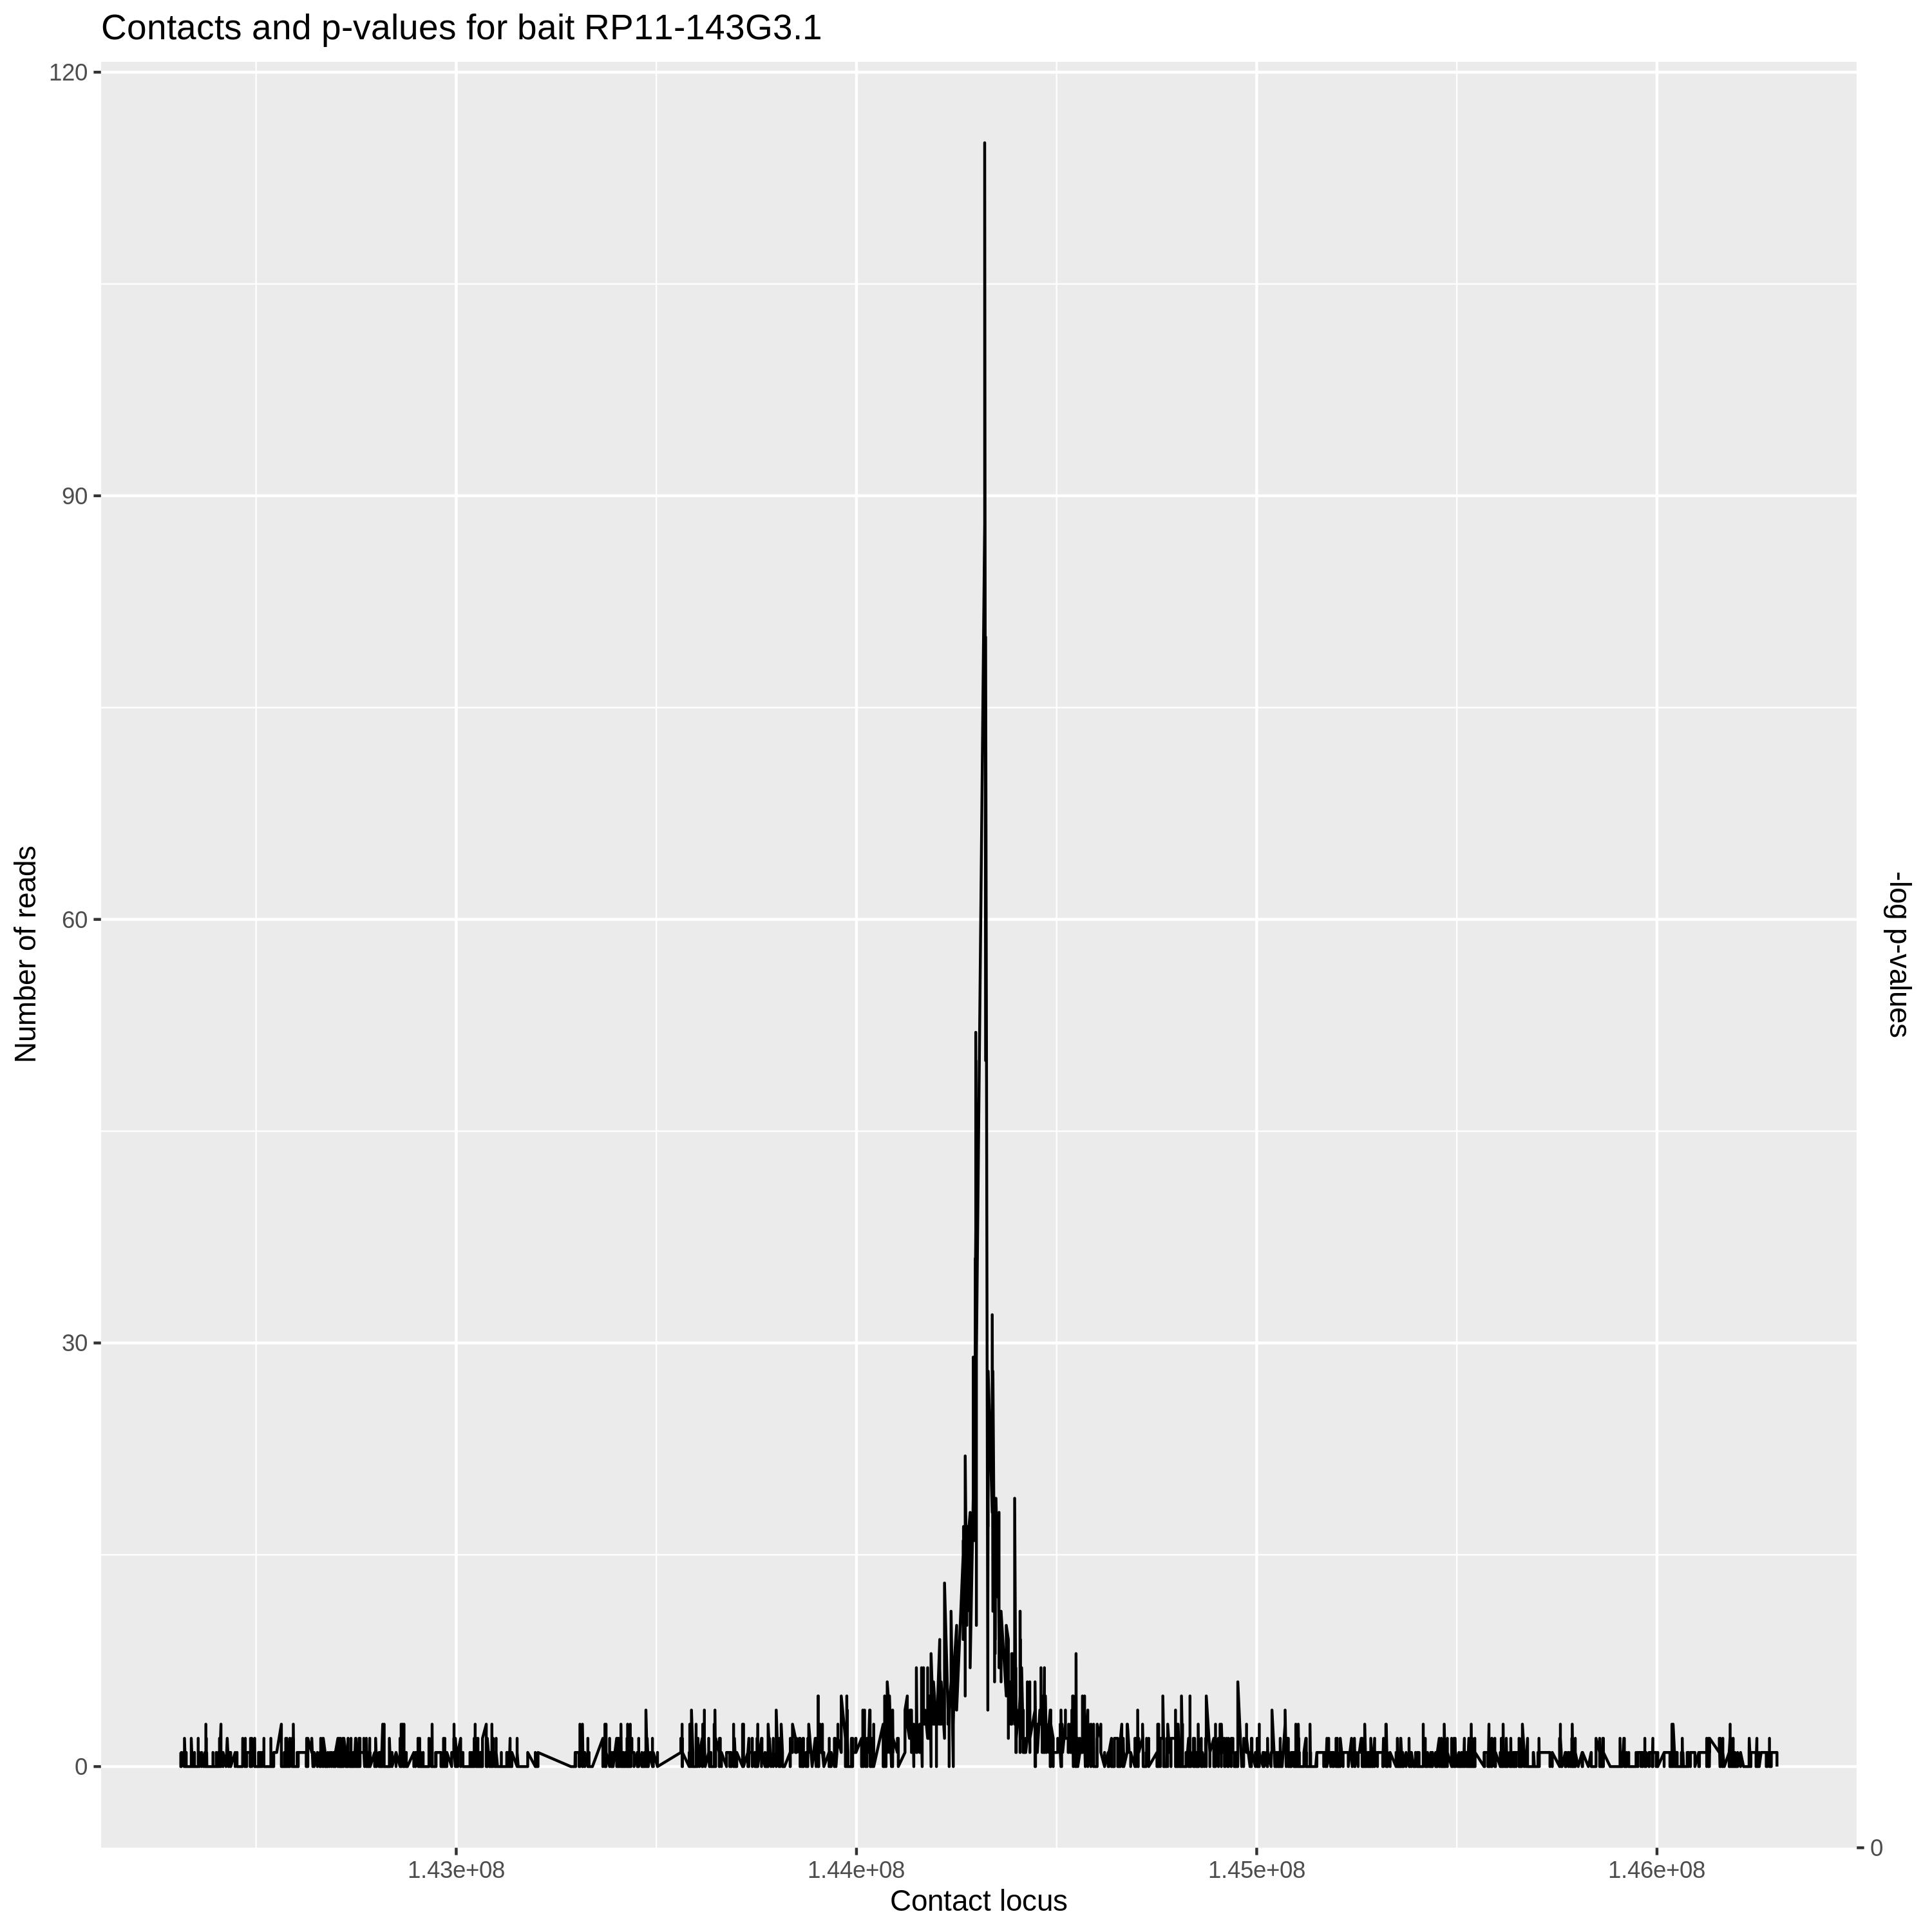 Contacts and p-values for bait RP11-143G3.1
120
90
60
30
0
Number of reads
-log p-values
0
1.43e+08
1.44e+08
1.45e+08
1.46e+08
Contact locus